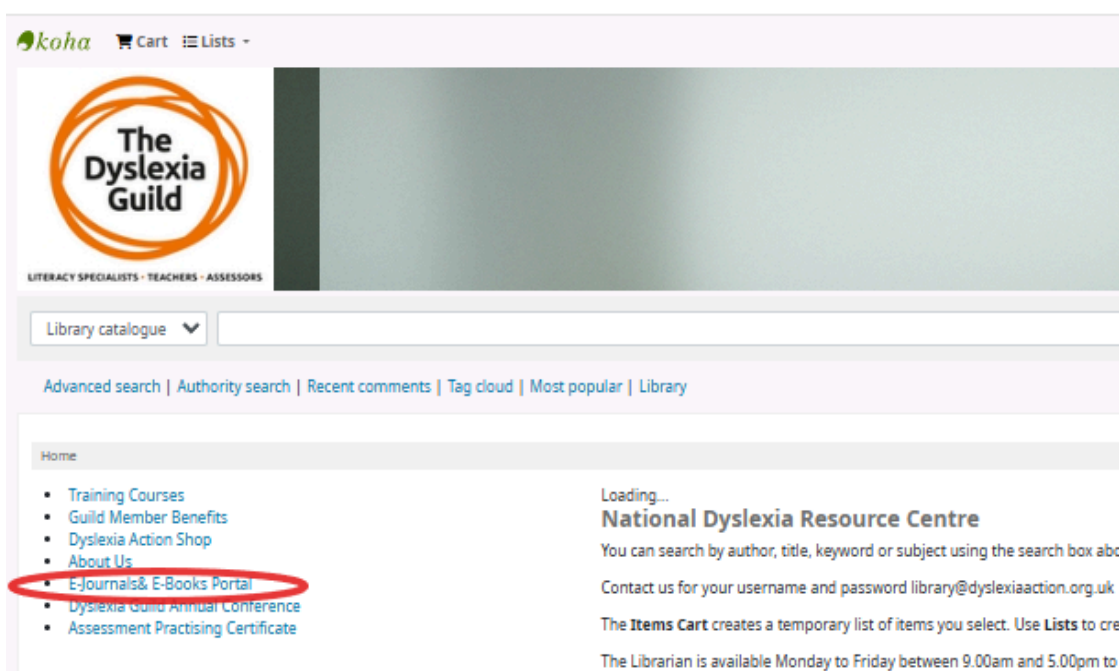 koha Cart Lists
The
Dyslexia
Guild
LITERACY SPECIALISTS · TEACHERS · ASSESSORS
Library catalogue
Advanced search | Authority search | Recent comments | Tag cloud | Most popular | Library
Home
Training Courses
Guild Member Benefits
Dyslexia Action Shop
About Us
E-Journals& E-Books Portal
Dyslexia Guild Annual Conference
Assessment Practising Certificate
Loading...
National Dyslexia Resource Centre
You can search by author, title, keyword or subject using the search box abo
Contact us for your username and password library@dyslexiaaction.org.uk
The Items Cart creates a temporary list of items you select. Use Lists to cre
The Librarian is available Monday to Friday between 9.00am and 5.00pm to